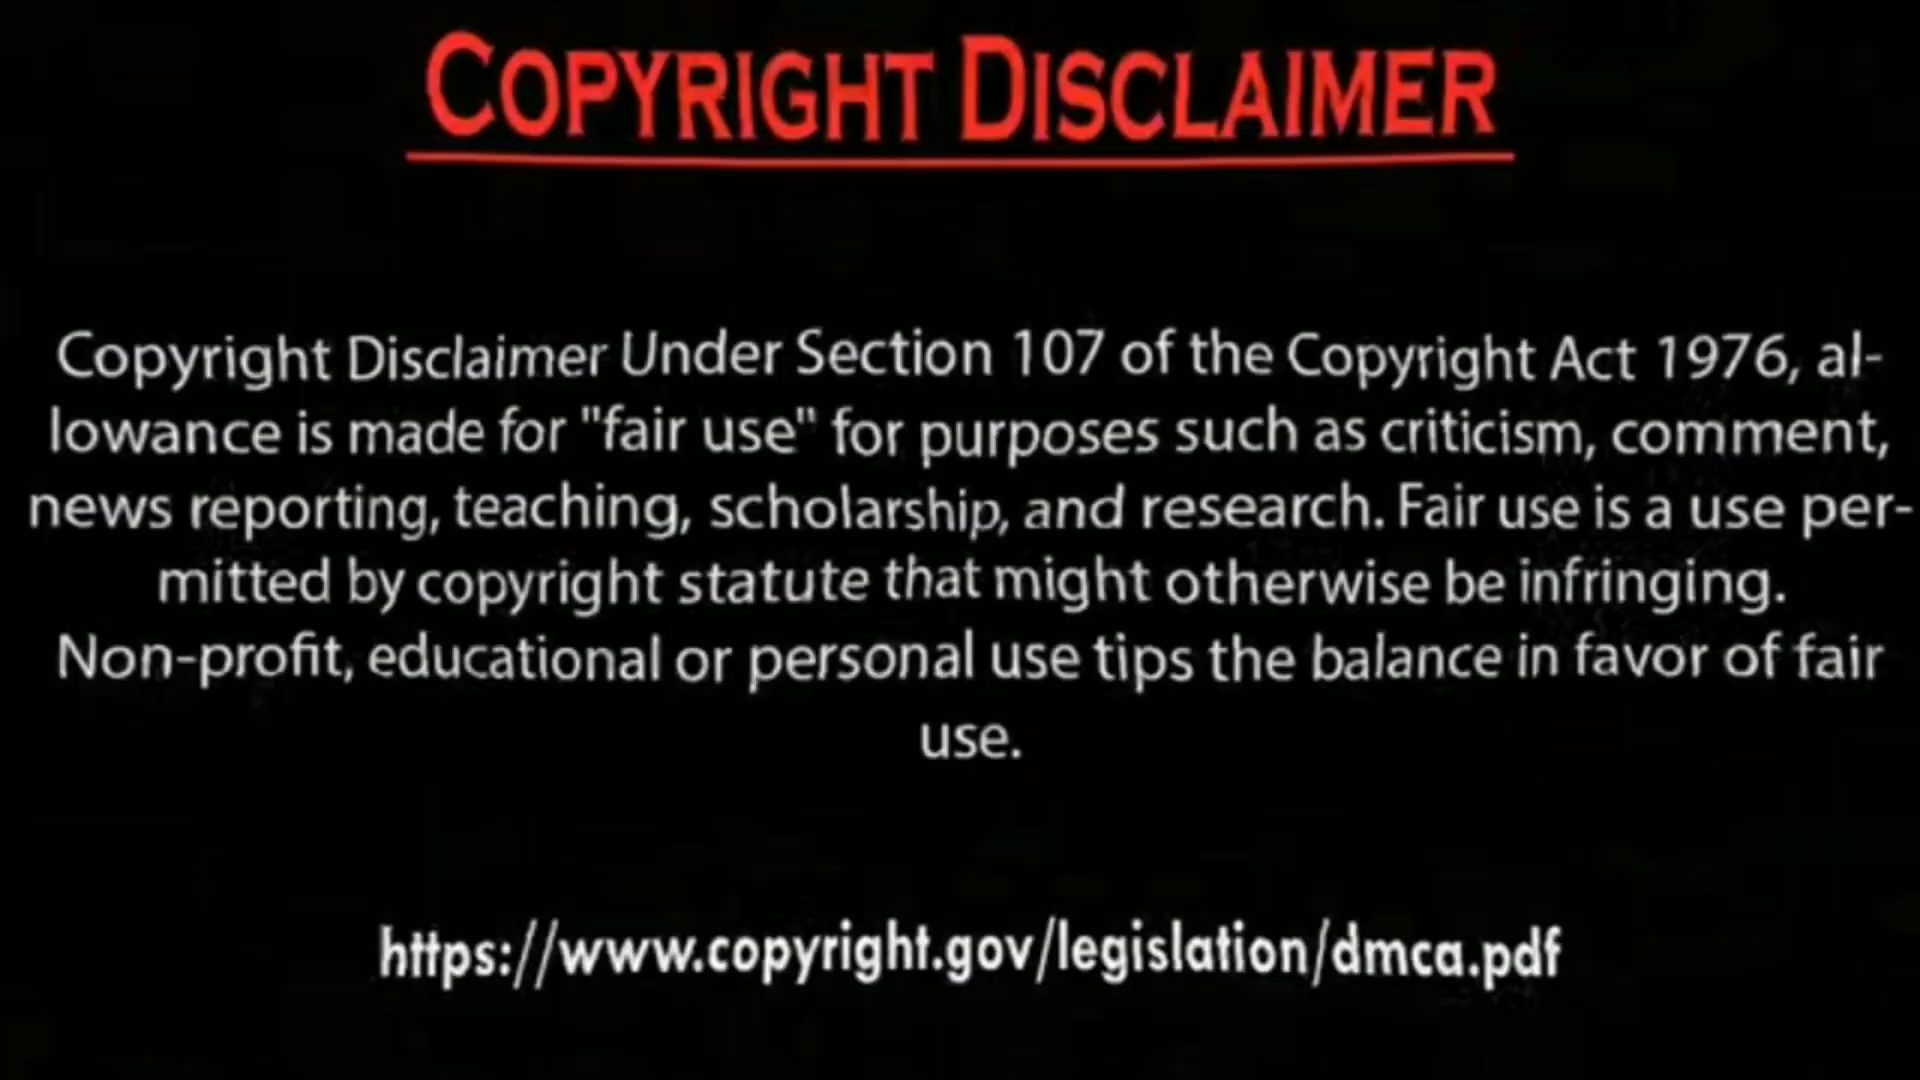 COPYRIGHT DISCLAIMER
Copyright Disclaimer Under Section 107 of the Copyright Act 1976, al-
lowance is made for "fair use" for purposes such as criticism, comment,
news reporting, teaching, scholarship, and research. Fair use is a use per-
mitted by copyright statute that might otherwise be infringing.
Non-profit, educational or personal use tips the balance in favor of fair
use.
https://www.copyright.gov/legislation/dmca.pdf